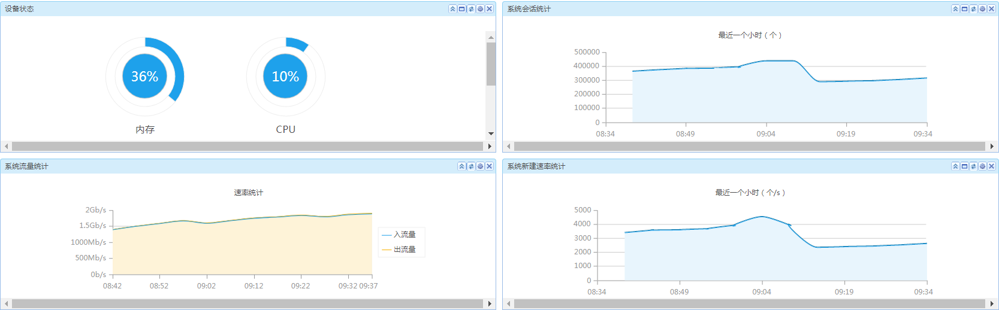 设备状态
36%
10%
内存
CPU
系统会话统计
最近一个小时（个）
500000
400000
300000
200000
100000
0
08:34
08:49
09:04
09:19
09:34
系统流量统计
速率统计
2Gb/s
1.5Gb/s
1000Mb/s
500Mb/s
0b/s
08:42
08:52
09:02
09:12
09:22
09:32
09:37
入流量
出流量
系统新建速率统计
最近一个小时（个/s）
5000
4000
3000
2000
1000
0
08:34
08:49
09:04
09:19
09:34